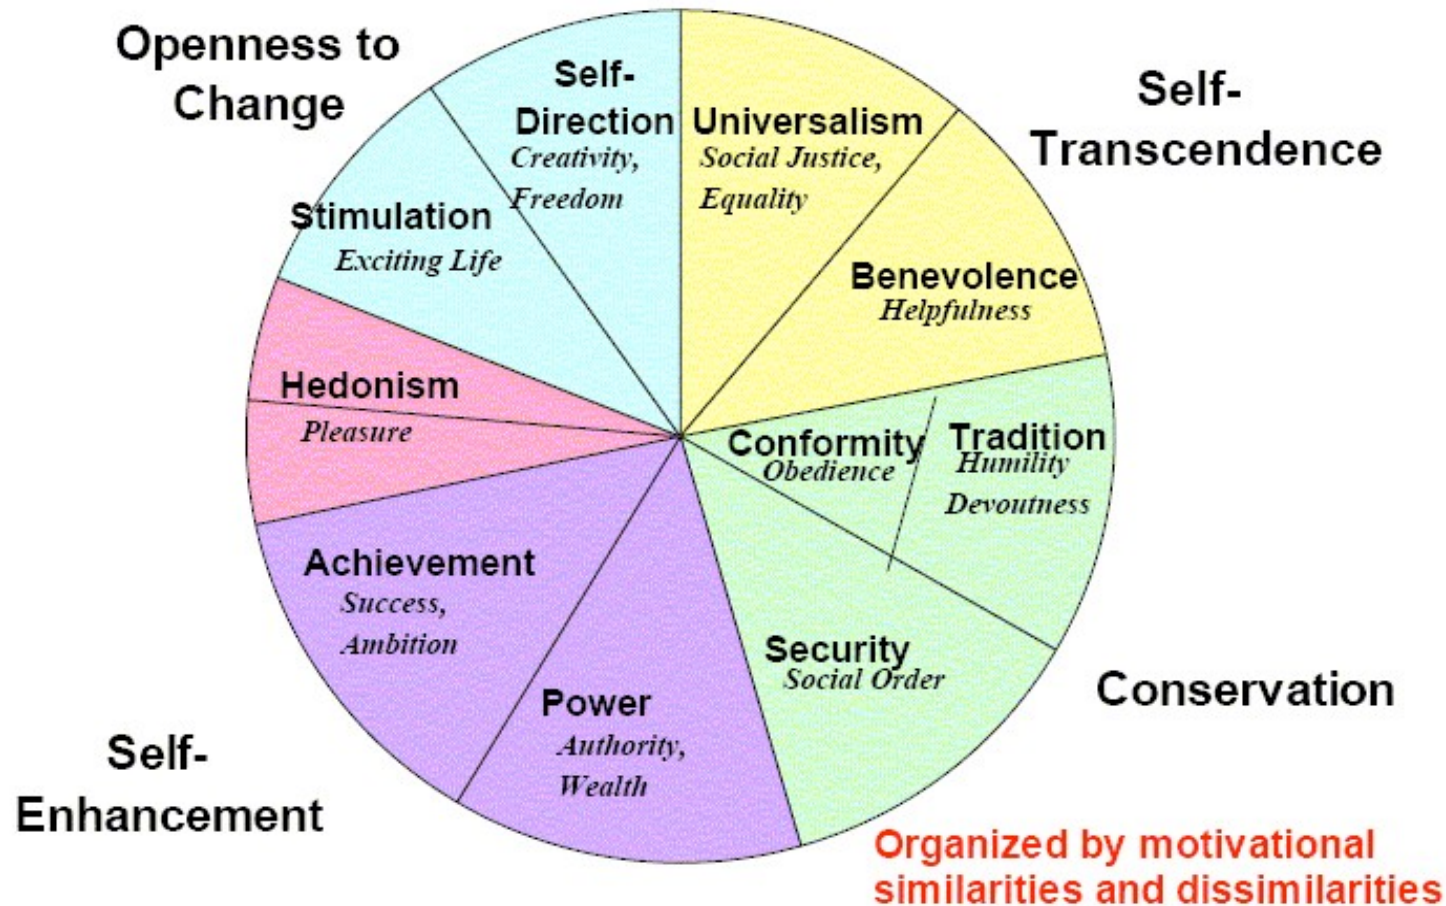 Openness to
Change
Self-
Transcendence
Self-
Direction
Creativity,
Freedom
Universalism
Social Justice,
Equality
Stimulation
Exciting Life
Benevolence
Helpfulness
Hedonism
Pleasure
Conformity
Obedience
Tradition
Humility
Devoutness
Achievement
Success,
Ambition
Security
Social Order
Power
Authority,
Wealth
Conservation
Self-
Enhancement
Organized by motivational
similarities and dissimilarities